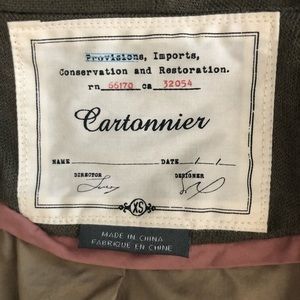 Provisions, Imports,
Conservation and Restoration.
rn 66170 ca 32054
Cartonnier
NAME DATE / /
DIRECTOR DESIGNER
XS
MADE IN CHINA
FABRIQUÉ EN CHINE